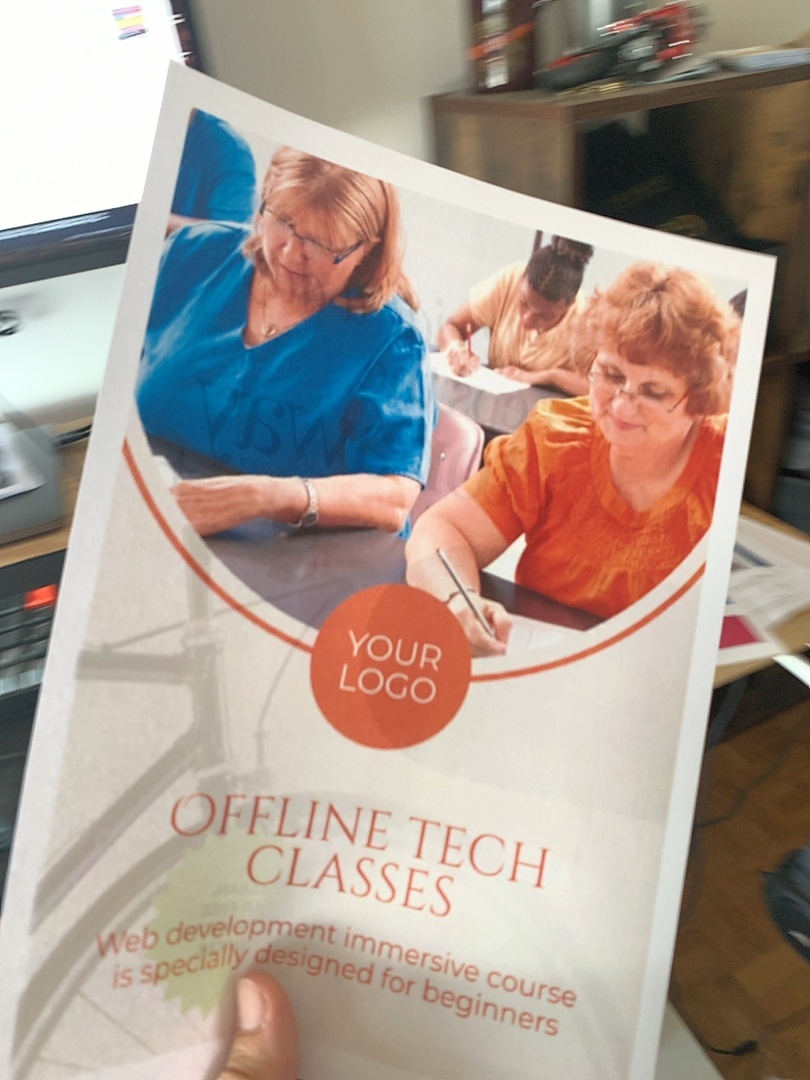 YOUR
LOGO
OFFLINE TECH
CLASSES
Web development immersive course
is specially designed for beginners